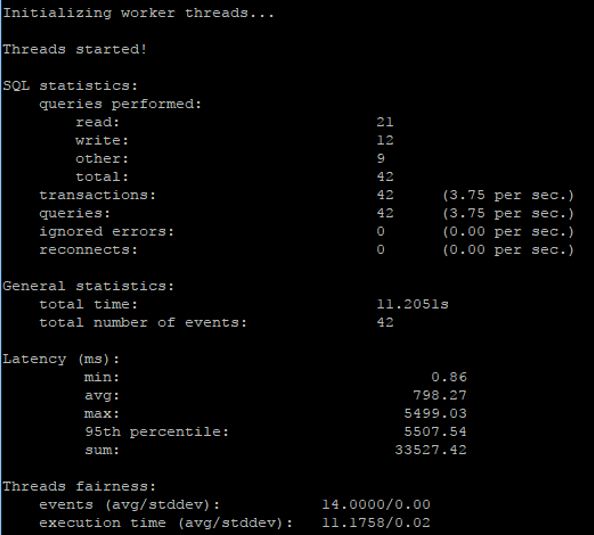 Initializing worker threads...
Threads started!
SQL statistics:
queries performed:
read: 21
write: 12
other: 9
total: 42
transactions: 42 (3.75 per sec.)
queries: 42 (3.75 per sec.)
ignored errors: 0 (0.00 per sec.)
reconnects: 0 (0.00 per sec.)
General statistics:
total time: 11.2051s
total number of events: 42
Latency (ms):
min: 0.86
avg: 798.27
max: 5499.03
95th percentile: 5507.54
sum: 33527.42
Threads fairness:
events (avg/stddev): 14.0000/0.00
execution time (avg/stddev): 11.1758/0.02